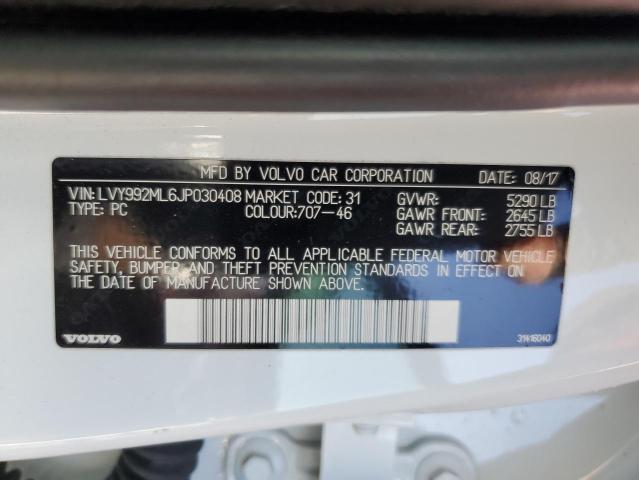 MFD BY VOLVO CAR CORPORATION DATE: 08/17
VIN: LVY992ML6JP030408 MARKET CODE: 31 GVWR: 5290 LB
TYPE: PC COLOUR:707-46 GAWR FRONT: 2645 LB
GAWR REAR: 2755 LB
THIS VEHICLE CONFORMS TO ALL APPLICABLE FEDERAL MOTOR VEHICLE
SAFETY, BUMPER, AND THEFT PREVENTION STANDARDS IN EFFECT ON
THE DATE OF MANUFACTURE SHOWN ABOVE.
VOLVO 31416040